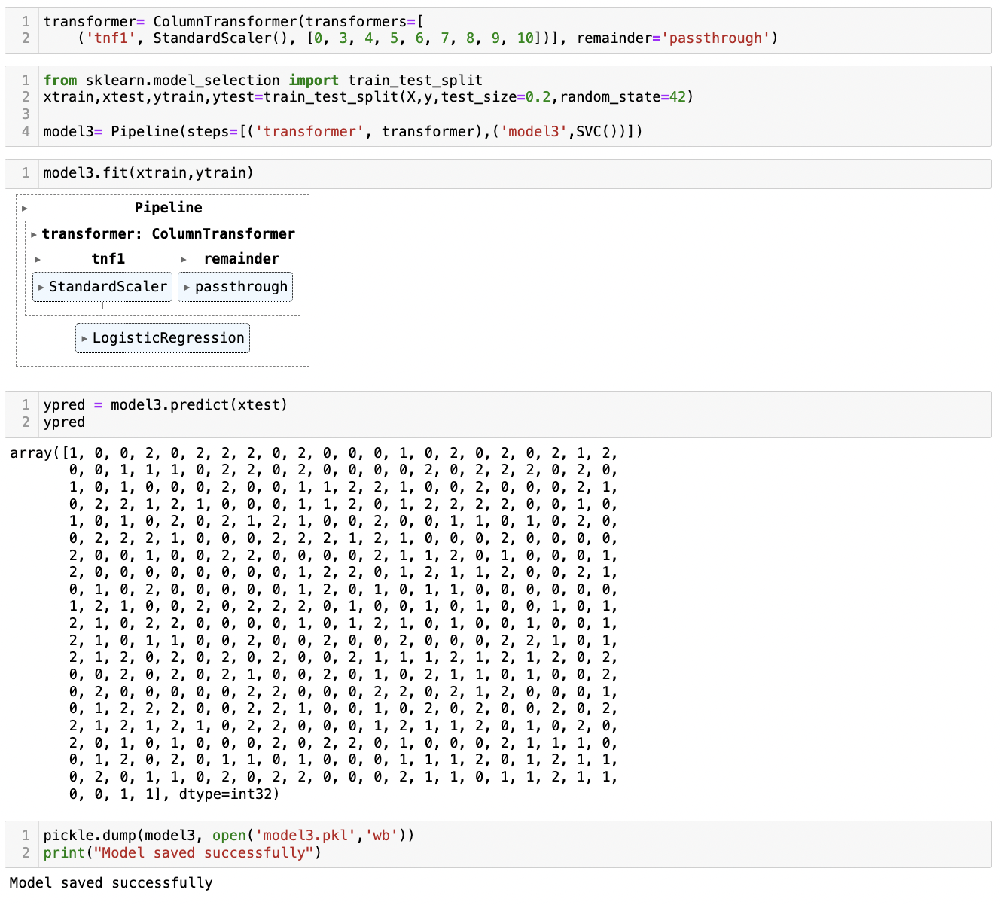 1 transformer= ColumnTransformer(transformers=[
2     ('tnf1', StandardScaler(), [0, 3, 4, 5, 6, 7, 8, 9, 10])], remainder='passthrough')
1 from sklearn.model_selection import train_test_split
2 xtrain,xtest,ytrain,ytest=train_test_split(X,y,test_size=0.2,random_state=42)
3
4 model3= Pipeline(steps=[('transformer', transformer),('model3',SVC())])
1 model3.fit(xtrain,ytrain)
Pipeline
transformer: ColumnTransformer
tnf1 remainder
StandardScaler passthrough
LogisticRegression
1 ypred = model3.predict(xtest)
2 ypred
array([1, 0, 0, 2, 0, 2, 2, 2, 0, 2, 0, 0, 0, 1, 0, 2, 0, 2, 0, 2, 1, 2,
0, 0, 1, 1, 1, 0, 2, 2, 0, 2, 0, 0, 0, 0, 2, 0, 2, 2, 2, 0, 2, 0,
1, 0, 1, 0, 0, 0, 2, 0, 0, 1, 1, 2, 2, 1, 0, 0, 2, 0, 0, 0, 2, 1,
0, 2, 2, 1, 2, 1, 0, 0, 0, 1, 1, 2, 0, 1, 2, 2, 2, 2, 0, 0, 1, 0,
1, 0, 1, 0, 2, 0, 2, 1, 2, 1, 0, 0, 2, 0, 0, 1, 1, 0, 1, 0, 2, 0,
0, 2, 2, 2, 1, 0, 0, 0, 2, 2, 2, 1, 2, 1, 0, 0, 0, 2, 0, 0, 0, 0,
2, 0, 0, 1, 0, 0, 2, 2, 0, 0, 0, 0, 2, 1, 1, 2, 0, 1, 0, 0, 0, 1,
2, 0, 0, 0, 0, 0, 0, 0, 0, 1, 2, 2, 0, 1, 2, 1, 1, 2, 0, 0, 2, 1,
0, 1, 0, 2, 0, 0, 0, 0, 0, 1, 2, 0, 1, 0, 1, 1, 0, 0, 0, 0, 0, 0,
1, 2, 1, 0, 0, 2, 0, 2, 2, 2, 0, 1, 0, 0, 1, 0, 1, 0, 0, 1, 0, 1,
2, 1, 0, 2, 2, 0, 0, 0, 0, 1, 0, 1, 2, 1, 0, 1, 0, 0, 1, 0, 0, 1,
2, 1, 0, 1, 1, 0, 0, 2, 0, 0, 2, 0, 0, 2, 0, 0, 0, 2, 2, 1, 0, 1,
2, 1, 2, 0, 2, 0, 2, 0, 2, 0, 0, 2, 1, 1, 1, 2, 1, 2, 1, 2, 0, 2,
0, 0, 2, 0, 2, 0, 2, 1, 0, 0, 2, 0, 1, 0, 2, 1, 1, 0, 1, 0, 0, 2,
0, 2, 0, 0, 0, 0, 0, 2, 2, 0, 0, 0, 2, 2, 0, 2, 1, 2, 0, 0, 0, 1,
0, 1, 2, 2, 2, 0, 0, 2, 2, 1, 0, 0, 1, 0, 2, 0, 2, 0, 0, 2, 0, 2,
2, 1, 2, 1, 2, 1, 0, 2, 2, 0, 0, 0, 1, 2, 1, 1, 2, 0, 1, 0, 2, 0,
2, 0, 1, 0, 1, 0, 0, 0, 2, 0, 2, 2, 0, 1, 0, 0, 0, 2, 1, 1, 1, 0,
0, 1, 2, 0, 2, 0, 1, 1, 0, 1, 0, 0, 0, 1, 1, 1, 2, 0, 1, 2, 1, 1,
0, 2, 0, 1, 1, 0, 2, 0, 2, 2, 0, 0, 0, 2, 1, 1, 0, 1, 1, 2, 1, 1,
0, 0, 1, 1], dtype=int32)
1 pickle.dump(model3, open('model3.pkl','wb'))
2 print("Model saved successfully")
Model saved successfully